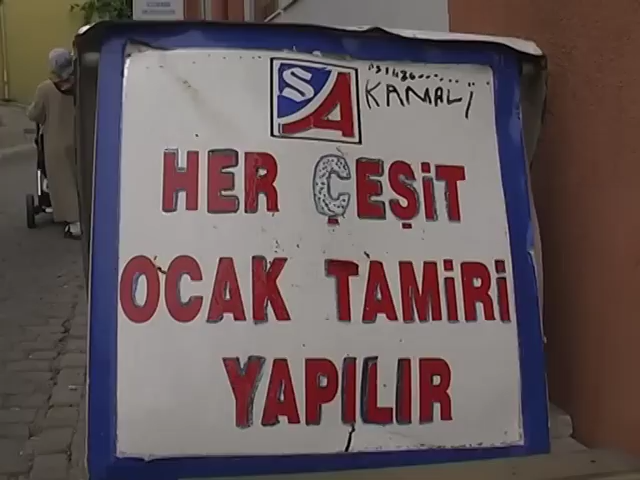 SA
KAMALİ
HER ÇEŞİT
OCAK TAMİRİ
YAPILIR